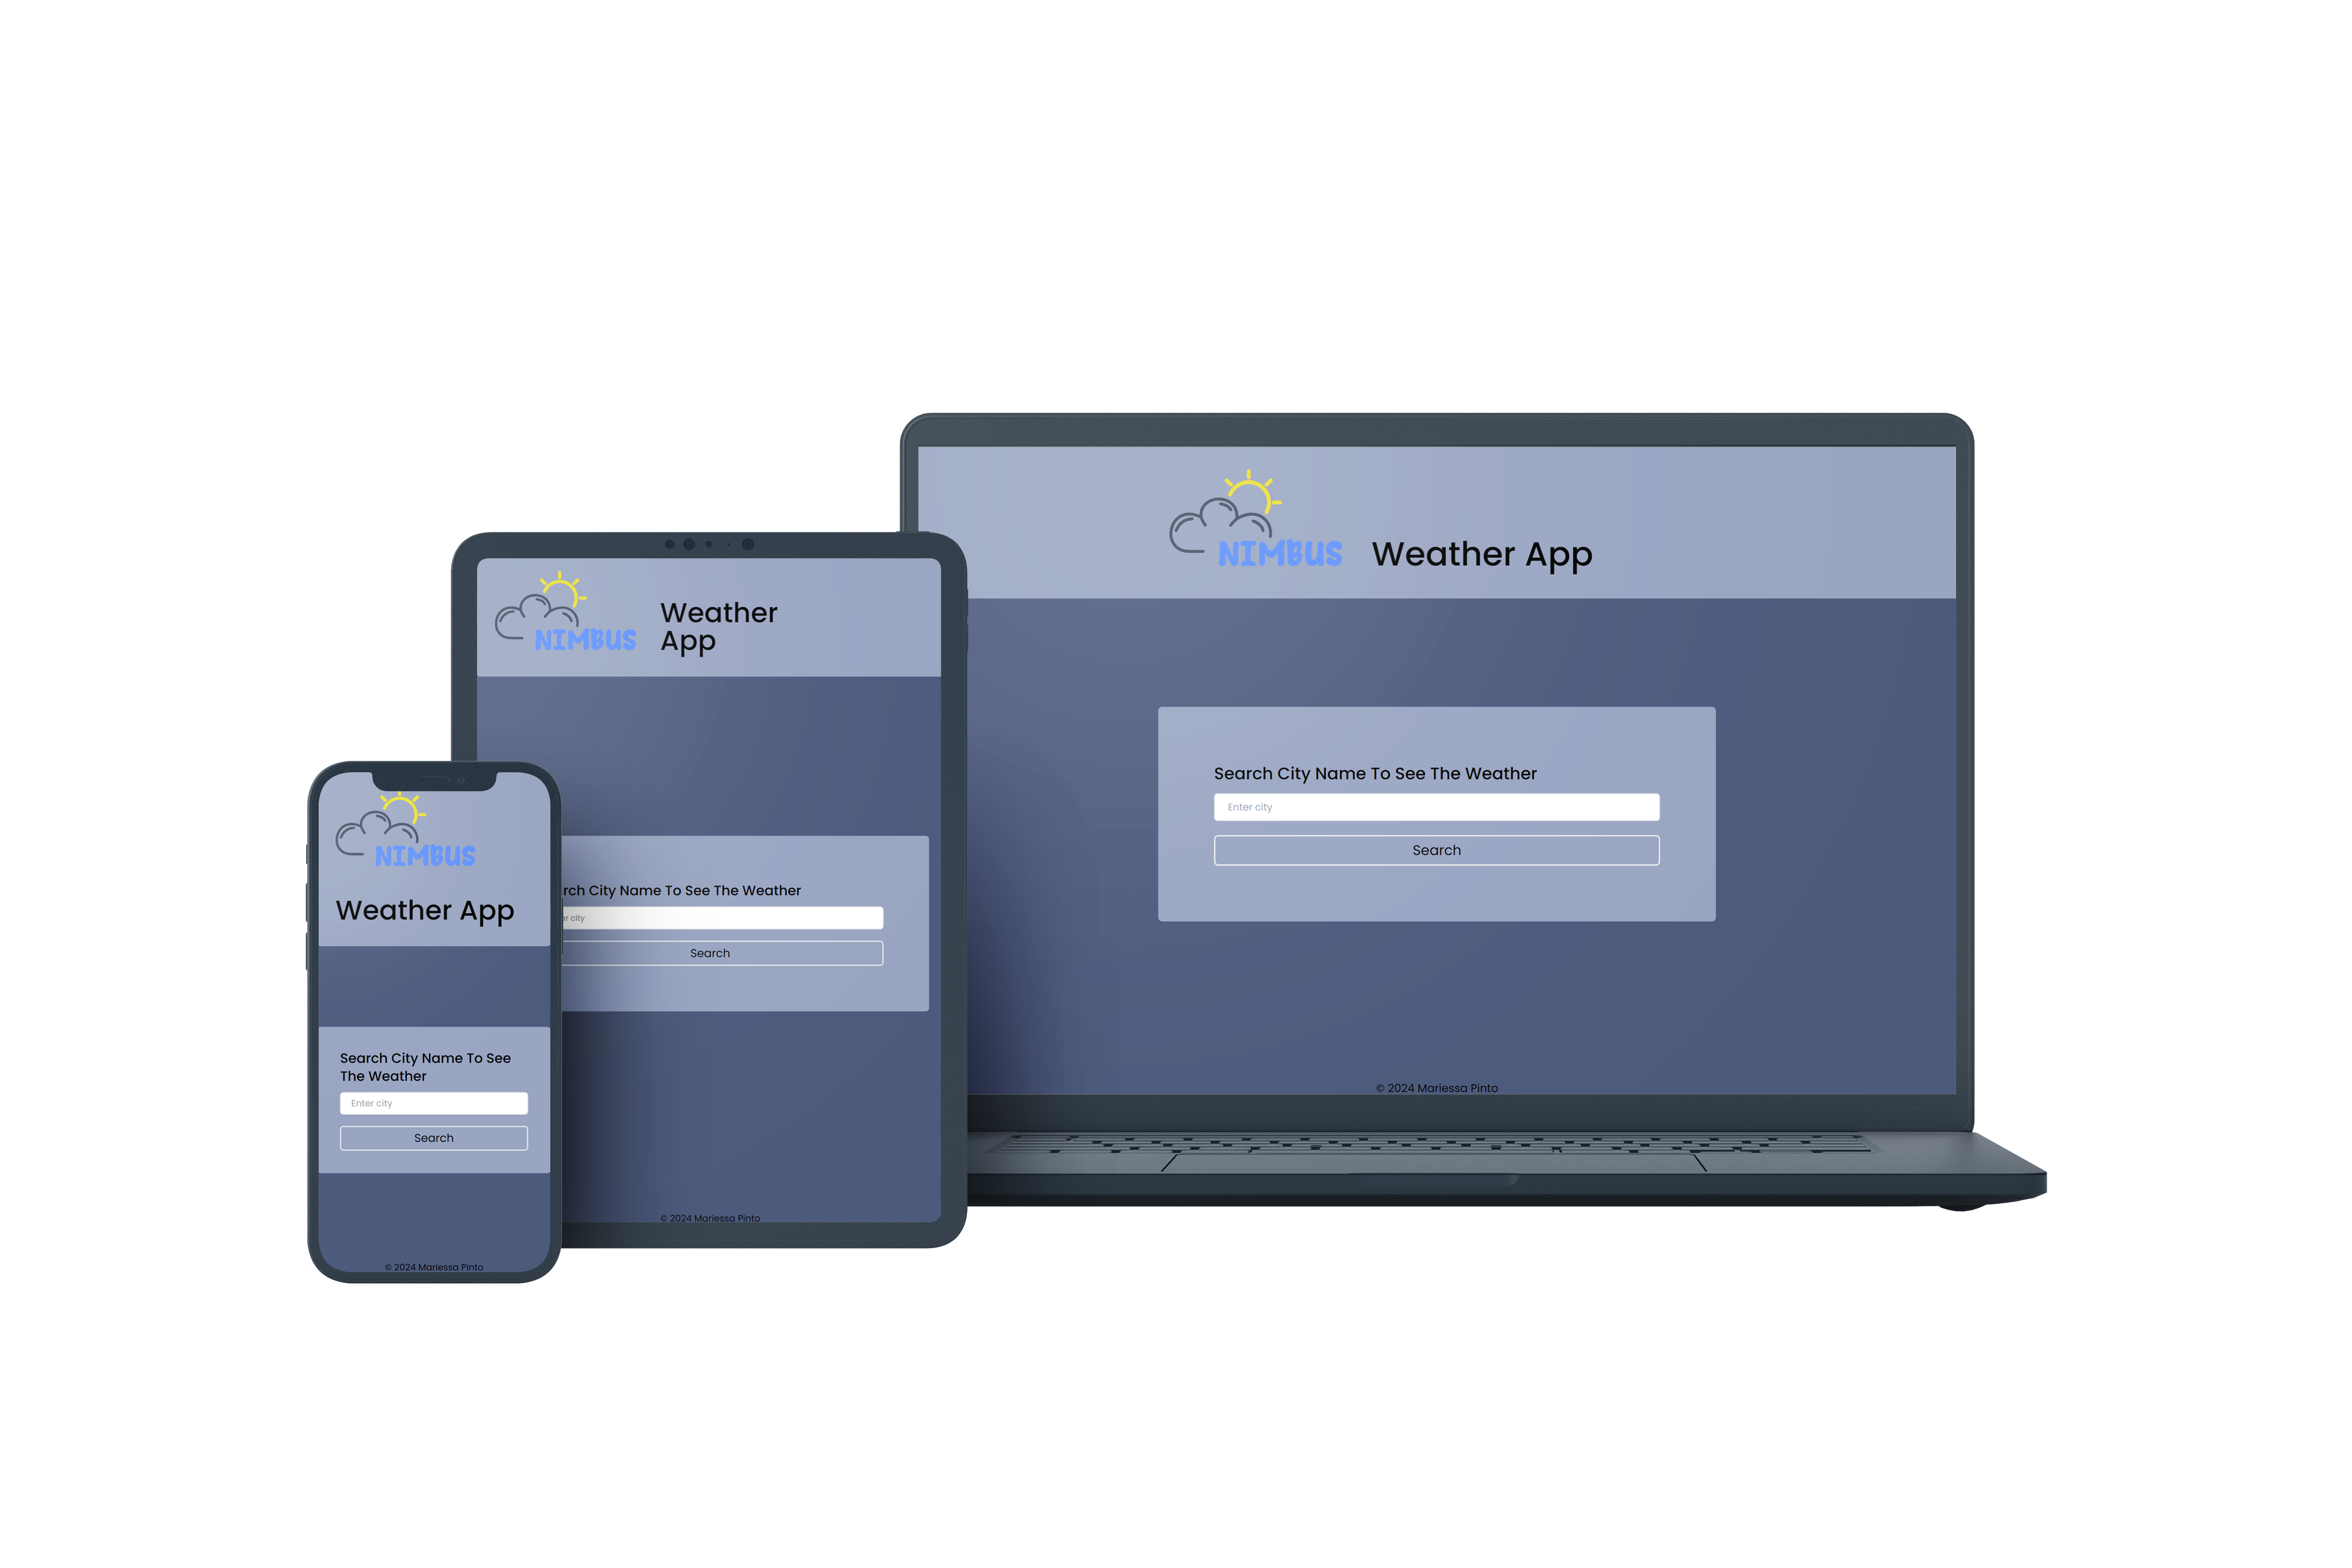 NIMBUS
Weather App
Search City Name To See The Weather
Enter city
Search
© 2024 Mariessa Pinto
NIMBUS
Weather
App
City Name To See The Weather
city
Search
© 2024 Mariessa Pinto
NIMBUS
Weather App
Search City Name To See
The Weather
Enter city
Search
© 2024 Mariessa Pinto